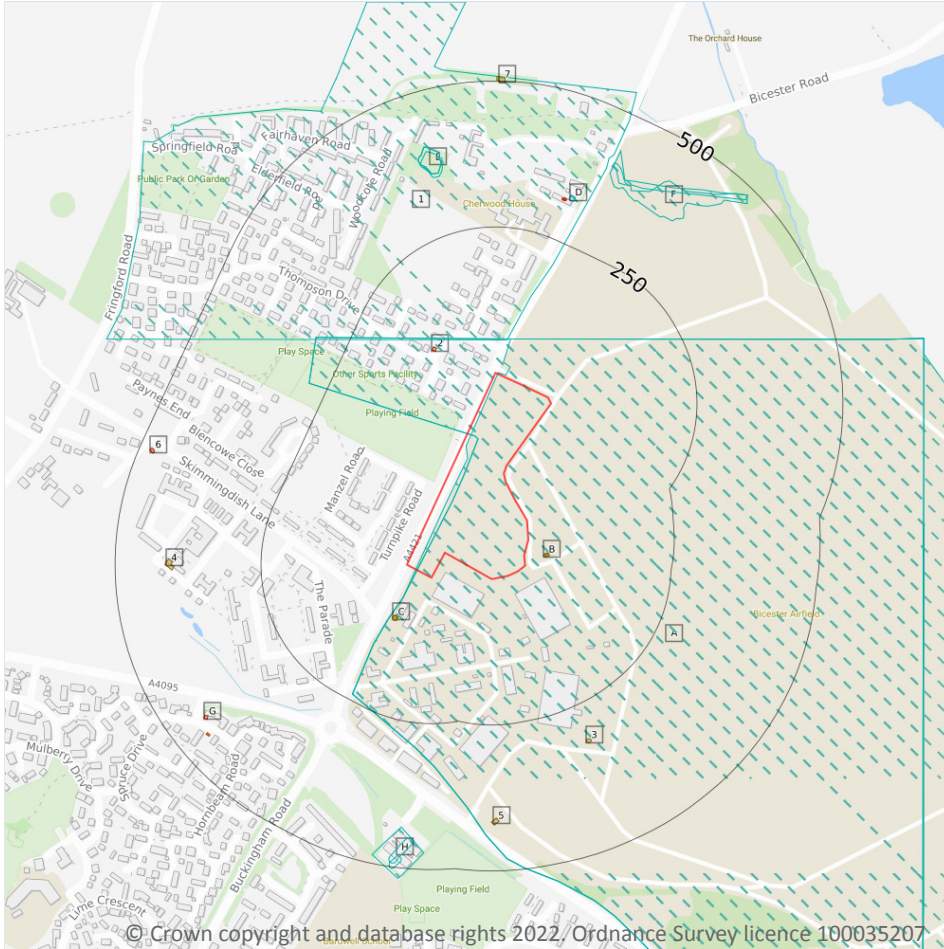 The Orchard House
7
Bicester Road
500
Fairhaven Road
Springfield Roa
E
Elderfield Road
Woodcote Road
Public Park Or Garden
1
Cherwood House
D
F
Fringford Road
Thompson Drive
250
2
Play Space
Other Sports Facility
Playing Field
Paynes End
Blencowe Close
6
Skimmingdish Lane
Manzel Roa
Turnpike Road
A4421
4
B
The Parade
C
A
Bicester Airfield
A4095
G
3
Mulberry Drive
ruce Drive
Hornbeam Road
Buckingham Road
5
H
Playing Field
Play Space
Lime Crescent
© Crown copyright and database rights 2022. Ordnance Survey licence 100035207